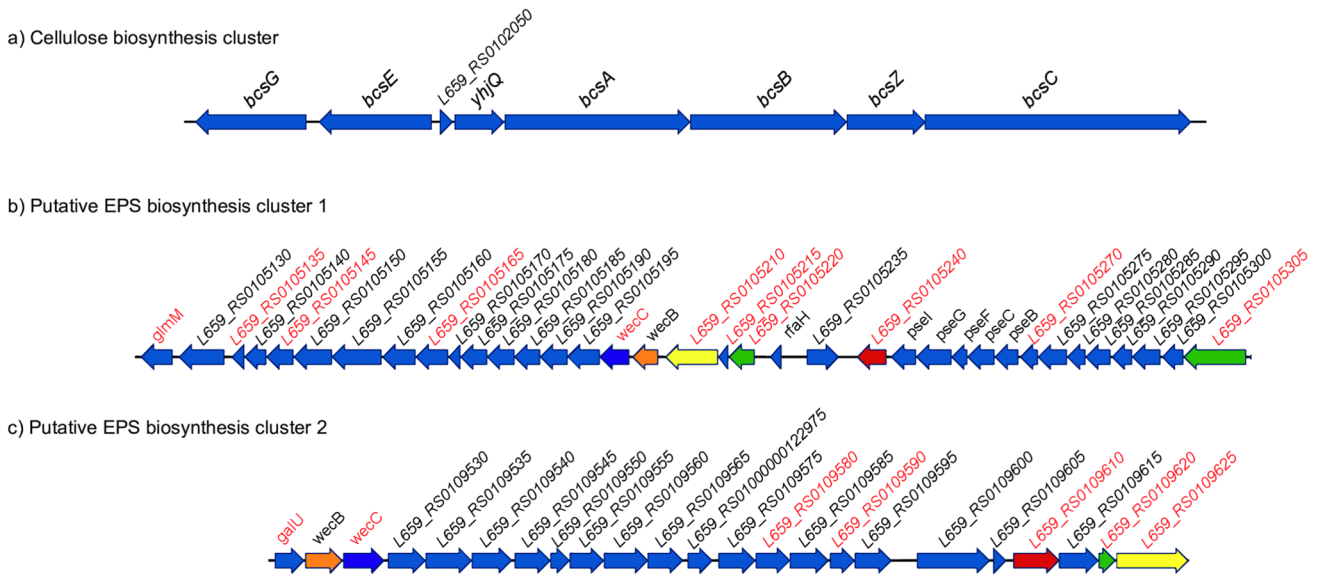 a) Cellulose biosynthesis cluster
bcsG
bcsE
L659_RS0102050
yhjQ
bcsA
bcsB
bcsZ
bcsC
b) Putative EPS biosynthesis cluster 1
glmM
L659_RS0105130
L659_RS0105135
L659_RS0105140
L659_RS0105145
L659_RS0105150
L659_RS0105155
L659_RS0105160
L659_RS0105165
L659_RS0105170
L659_RS0105175
L659_RS0105180
L659_RS0105185
L659_RS0105190
L659_RS0105195
wecC
wecB
L659_RS0105210
L659_RS0105215
L659_RS0105220
rfaH
L659_RS0105235
L659_RS0105240
pseI
pseG
pseF
pseC
pseB
L659_RS0105270
L659_RS0105275
L659_RS0105280
L659_RS0105285
L659_RS0105290
L659_RS0105295
L659_RS0105300
L659_RS0105305
c) Putative EPS biosynthesis cluster 2
galU
wecB
wecC
L659_RS0109530
L659_RS0109535
L659_RS0109540
L659_RS0109545
L659_RS0109550
L659_RS0109555
L659_RS0109560
L659_RS0109565
L659_RS01000000122975
L659_RS0109575
L659_RS0109580
L659_RS0109585
L659_RS0109590
L659_RS0109595
L659_RS0109600
L659_RS0109605
L659_RS0109610
L659_RS0109615
L659_RS0109620
L659_RS0109625